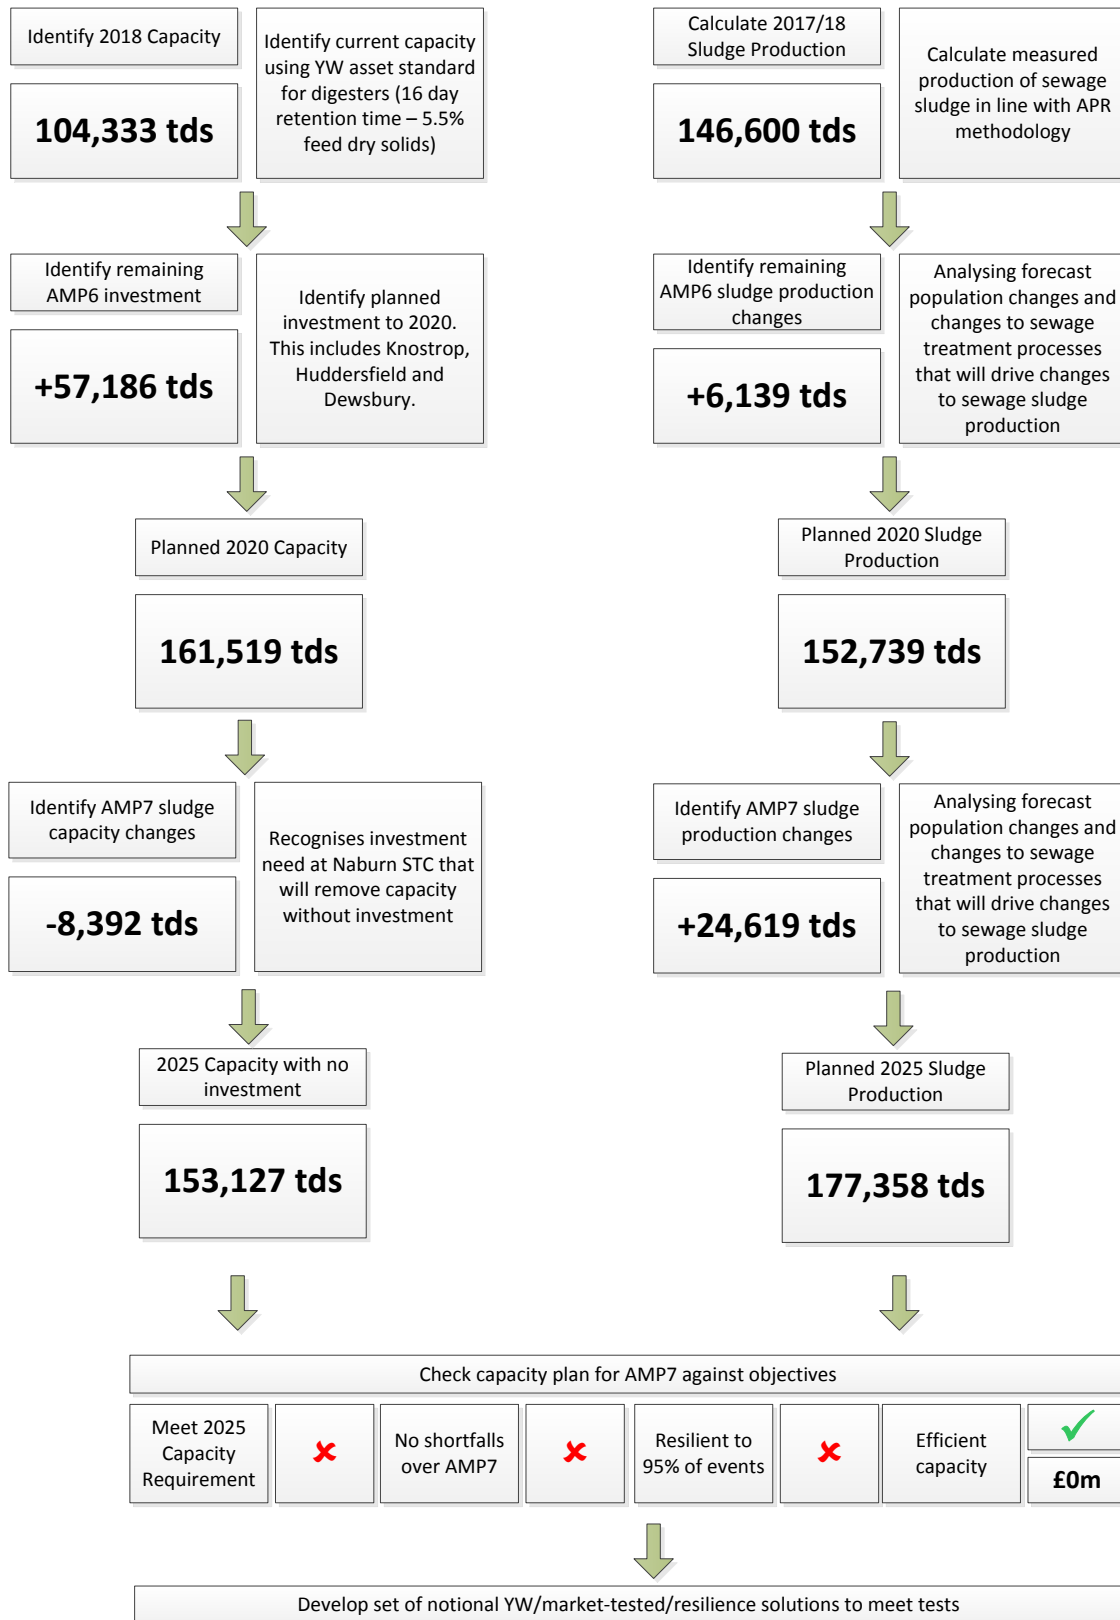 Identify 2018 Capacity
104,333 tds
Identify current capacity
using YW asset standard
for digesters (16 day
retention time – 5.5%
feed dry solids)
Calculate 2017/18
Sludge Production
146,600 tds
Calculate measured
production of sewage
sludge in line with APR
methodology
Identify remaining
AMP6 investment
+57,186 tds
Identify planned
investment to 2020.
This includes Knostrop,
Huddersfield and
Dewsbury.
Identify remaining
AMP6 sludge production
changes
+6,139 tds
Analysing forecast
population changes and
changes to sewage
treatment processes
that will drive changes
to sewage sludge
production
Planned 2020 Capacity
161,519 tds
Planned 2020 Sludge
Production
152,739 tds
Identify AMP7 sludge
capacity changes
-8,392 tds
Recognises investment
need at Naburn STC that
will remove capacity
without investment
Identify AMP7 sludge
production changes
+24,619 tds
Analysing forecast
population changes and
changes to sewage
treatment processes
that will drive changes
to sewage sludge
production
2025 Capacity with no
investment
153,127 tds
Planned 2025 Sludge
Production
177,358 tds
Check capacity plan for AMP7 against objectives
Meet 2025
Capacity
Requirement
No shortfalls
over AMP7
Resilient to
95% of events
Efficient
capacity
£0m
Develop set of notional YW/market-tested/resilience solutions to meet tests